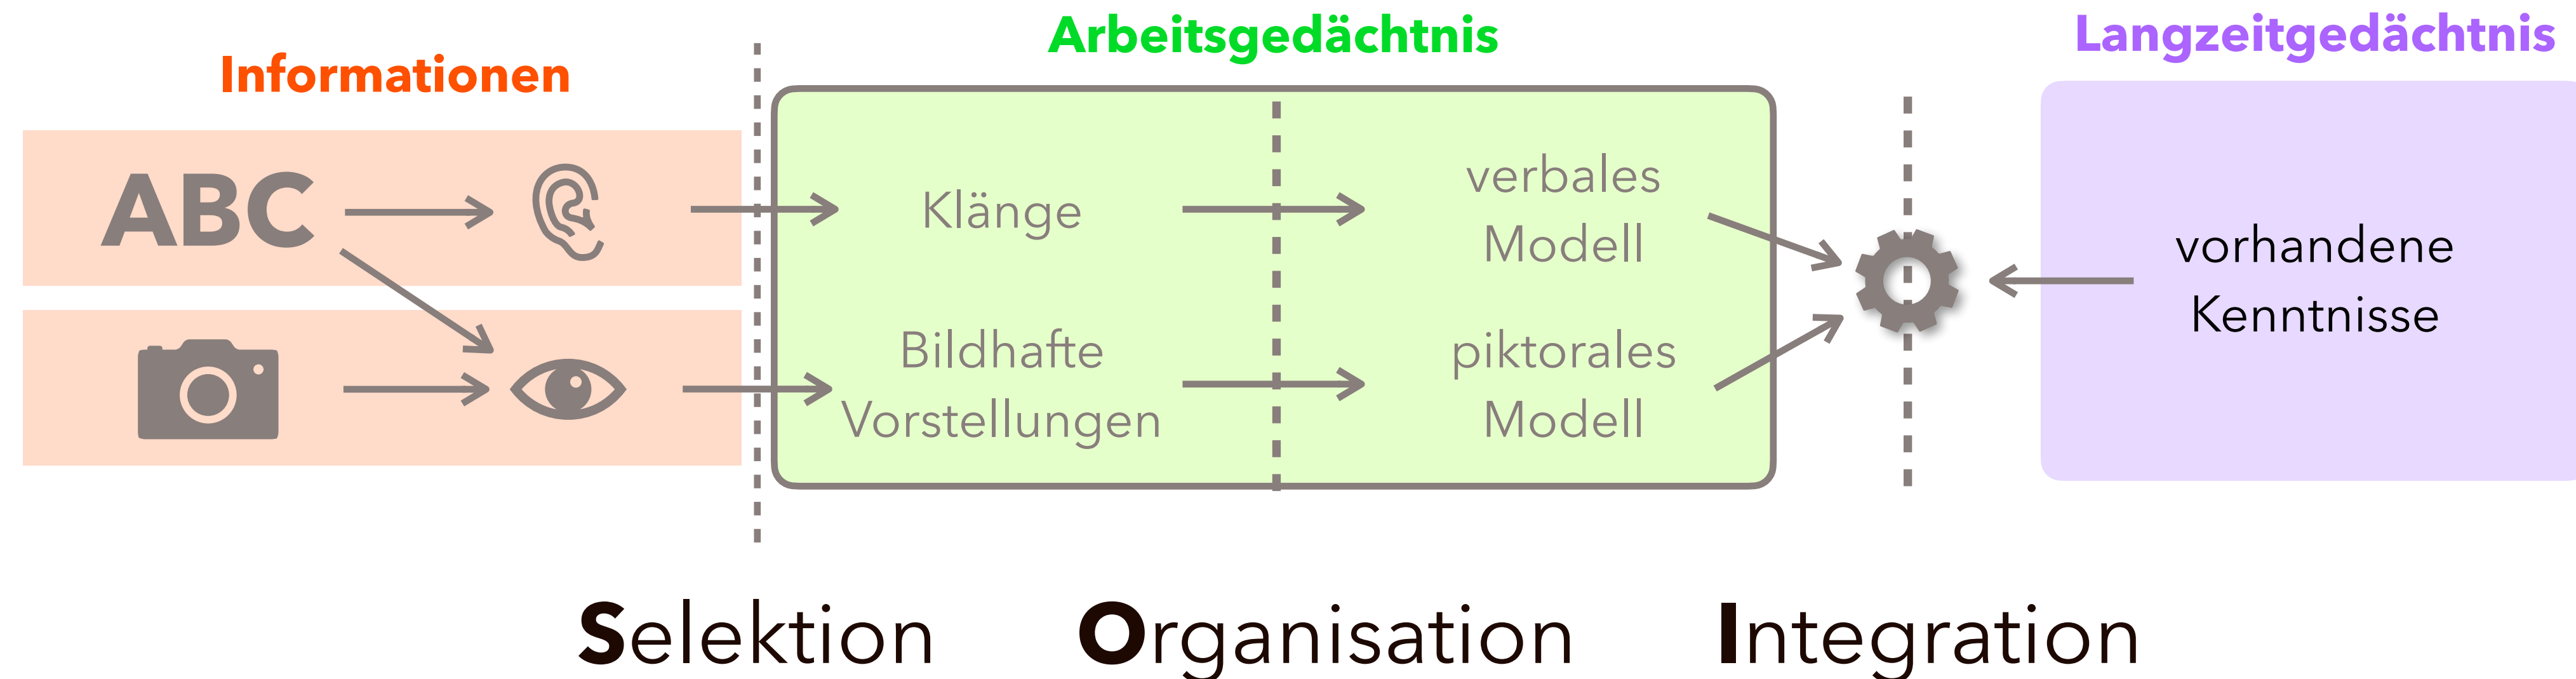 Informationen
Arbeitsgedächtnis
Langzeitgedächtnis
ABC
Klänge
verbales
Modell
Bildhafte
Vorstellungen
piktorales
Modell
vorhandene
Kenntnisse
Selektion
Organisation
Integration